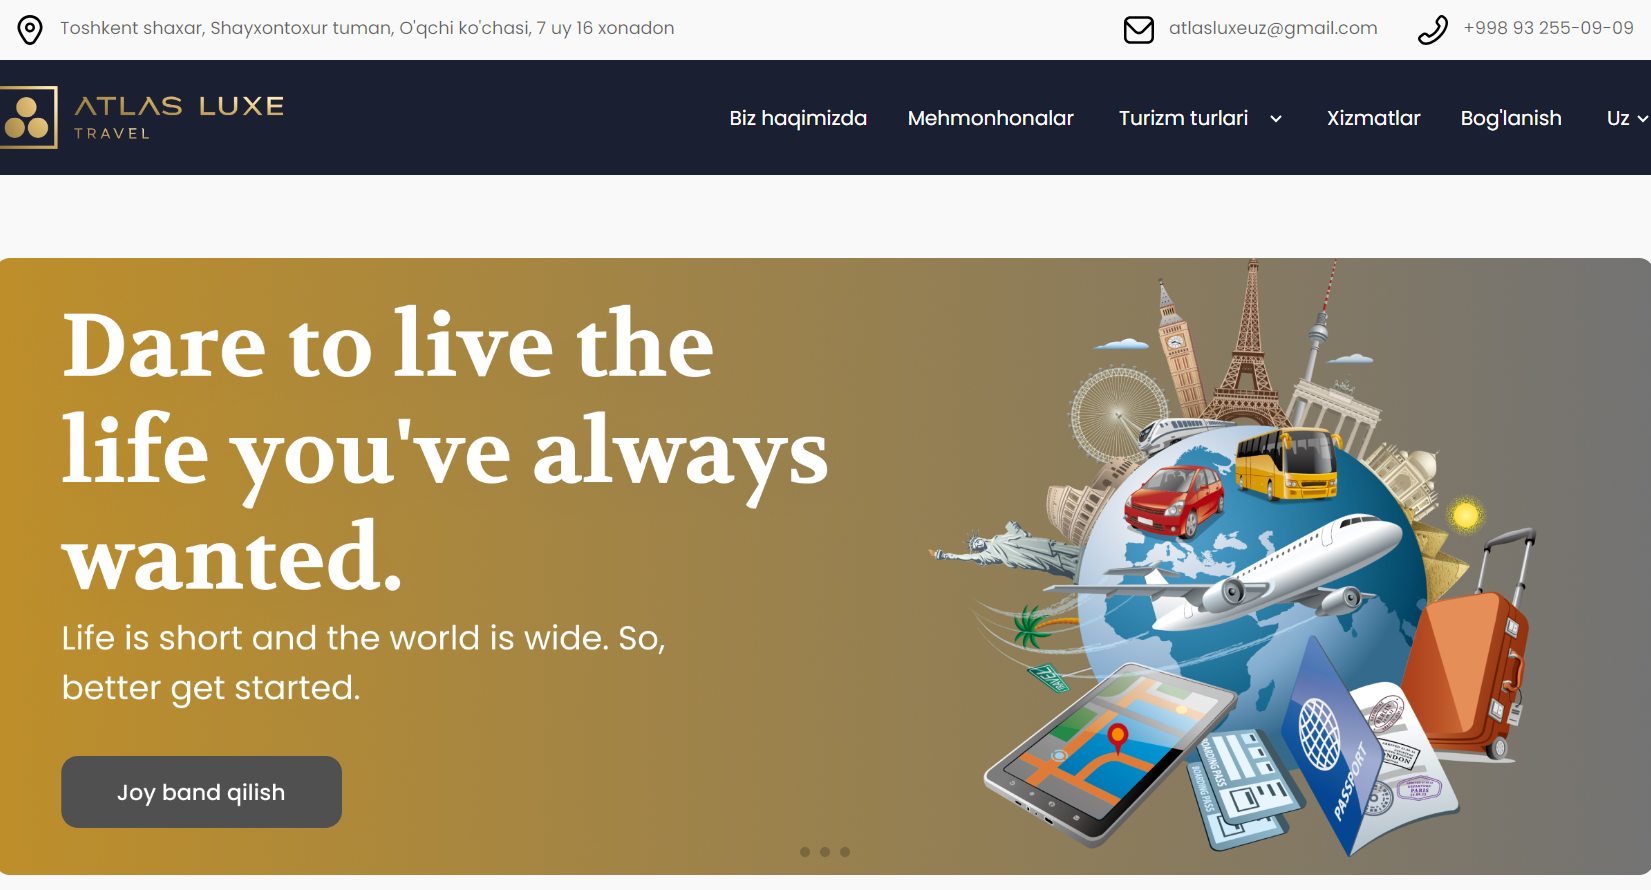 Toshkent shaxar, Shayxontoxur tuman, O'qchi ko'chasi, 7 uy 16 xonadon
atlasluxeuz@gmail.com
+998 93 255-09-09
ATLAS LUXE
TRAVEL
Biz haqimizda
Mehmonhonalar
Turizm turlari
Xizmatlar
Bog'lanish
Uz
Dare to live the
life you've always
wanted.
Life is short and the world is wide. So,
better get started.
Joy band qilish
TRAVEL
BOARDING PASS
BOARDING PASS
PASSPORT
LONDON
PARIS